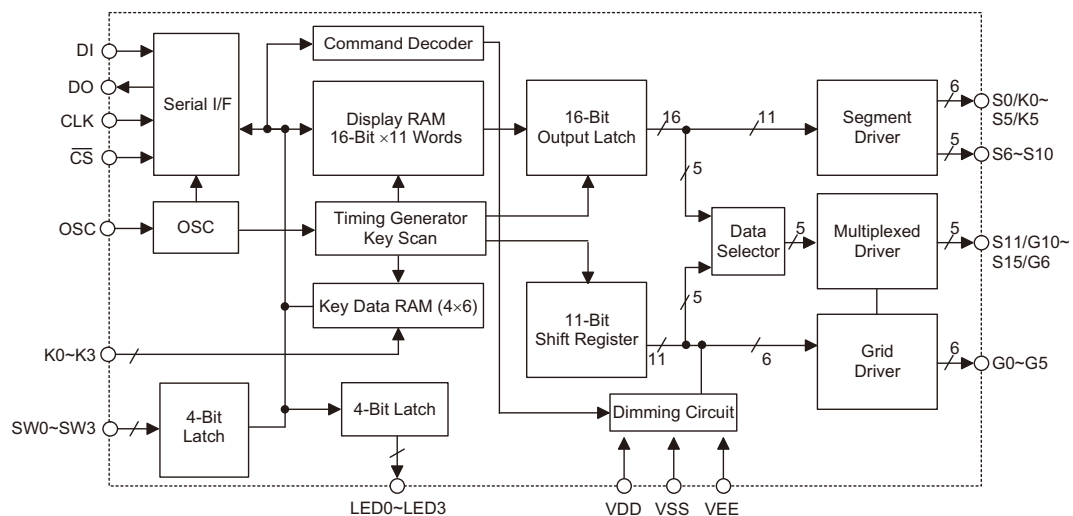 DI
DO
CLK
CS
OSC
K0~K3
SW0~SW3
Serial I/F
OSC
Command Decoder
Display RAM
16-Bit ×11 Words
Timing Generator
Key Scan
Key Data RAM (4×6)
4-Bit
Latch
4-Bit Latch
LED0~LED3
16-Bit
Output Latch
16
11
5
11-Bit
Shift Register
11
5
6
Data
Selector
5
Dimming Circuit
VDD
VSS
VEE
Segment
Driver
6
S0/K0~
S5/K5
5
S6~S10
Multiplexed
Driver
5
S11/G10~
S15/G6
Grid
Driver
6
G0~G5